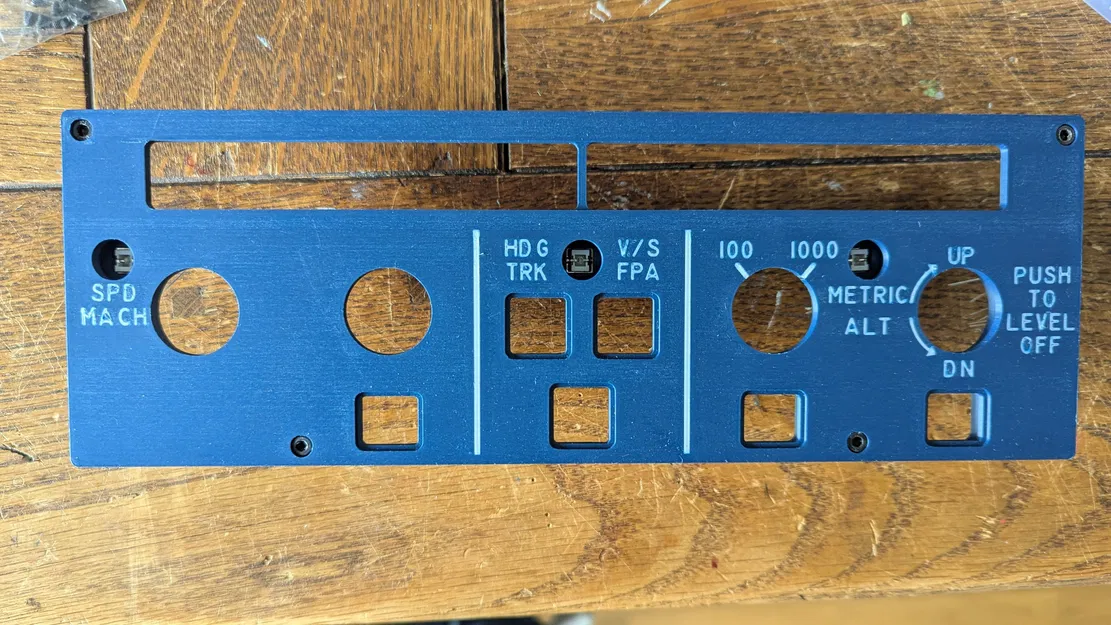 SPD
MACH
HDG
TRK
V/S
FPA
100
1000
METRIC
ALT
UP
DN
PUSH
TO
LEVEL
OFF